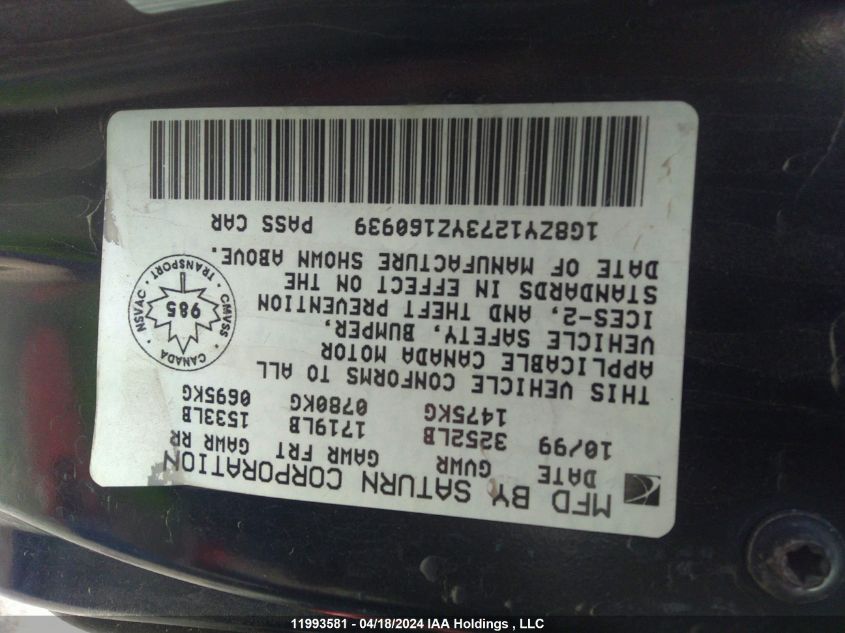 MFD BY SATURN CORPORATION
DATE GVWR GAWR FRT GAWR RR
10/99 3252LB 1719LB 1533LB
1475KG 0780KG 0695KG
THIS VEHICLE CONFORMS TO ALL
APPLICABLE CANADA MOTOR
VEHICLE SAFETY, BUMPER,
ICES-2, AND THEFT PREVENTION
STANDARDS IN EFFECT ON THE
DATE OF MANUFACTURE SHOWN ABOVE.
1G8ZY1273YZ160939 PASS CAR
CANADA • TRANSPORT •
NSVAC - CMVSS
985
11993581 - 04/18/2024 IAA Holdings , LLC